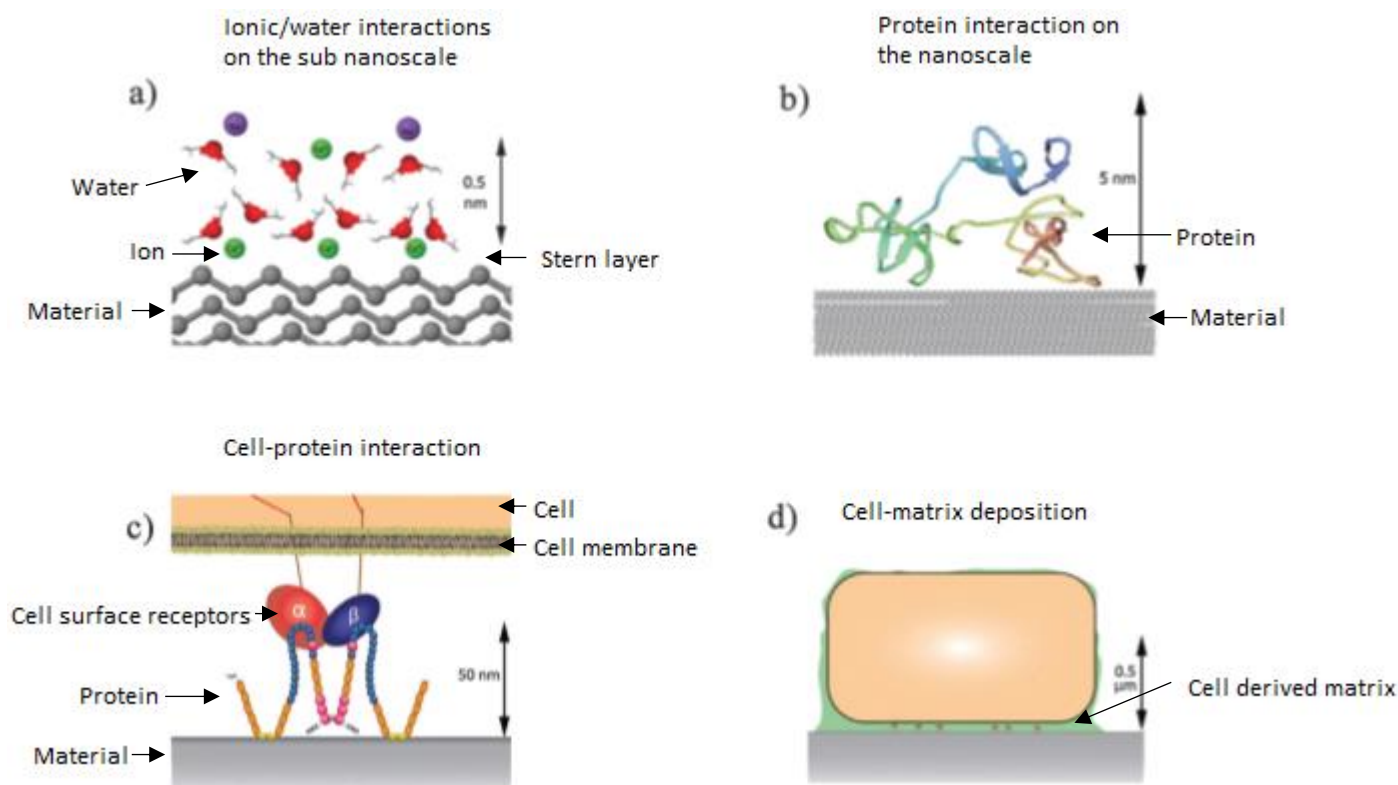 Ionic/water interactions
on the sub nanoscale
a)
Water
Ion
Material
0.5
nm
Stern layer
Protein interaction on
the nanoscale
b)
5 nm
Protein
Material
Cell-protein interaction
c)
Cell
Cell membrane
Cell surface receptors
α
β
Protein
50 nm
Material
d)
Cell-matrix deposition
0.5
μm
Cell derived matrix